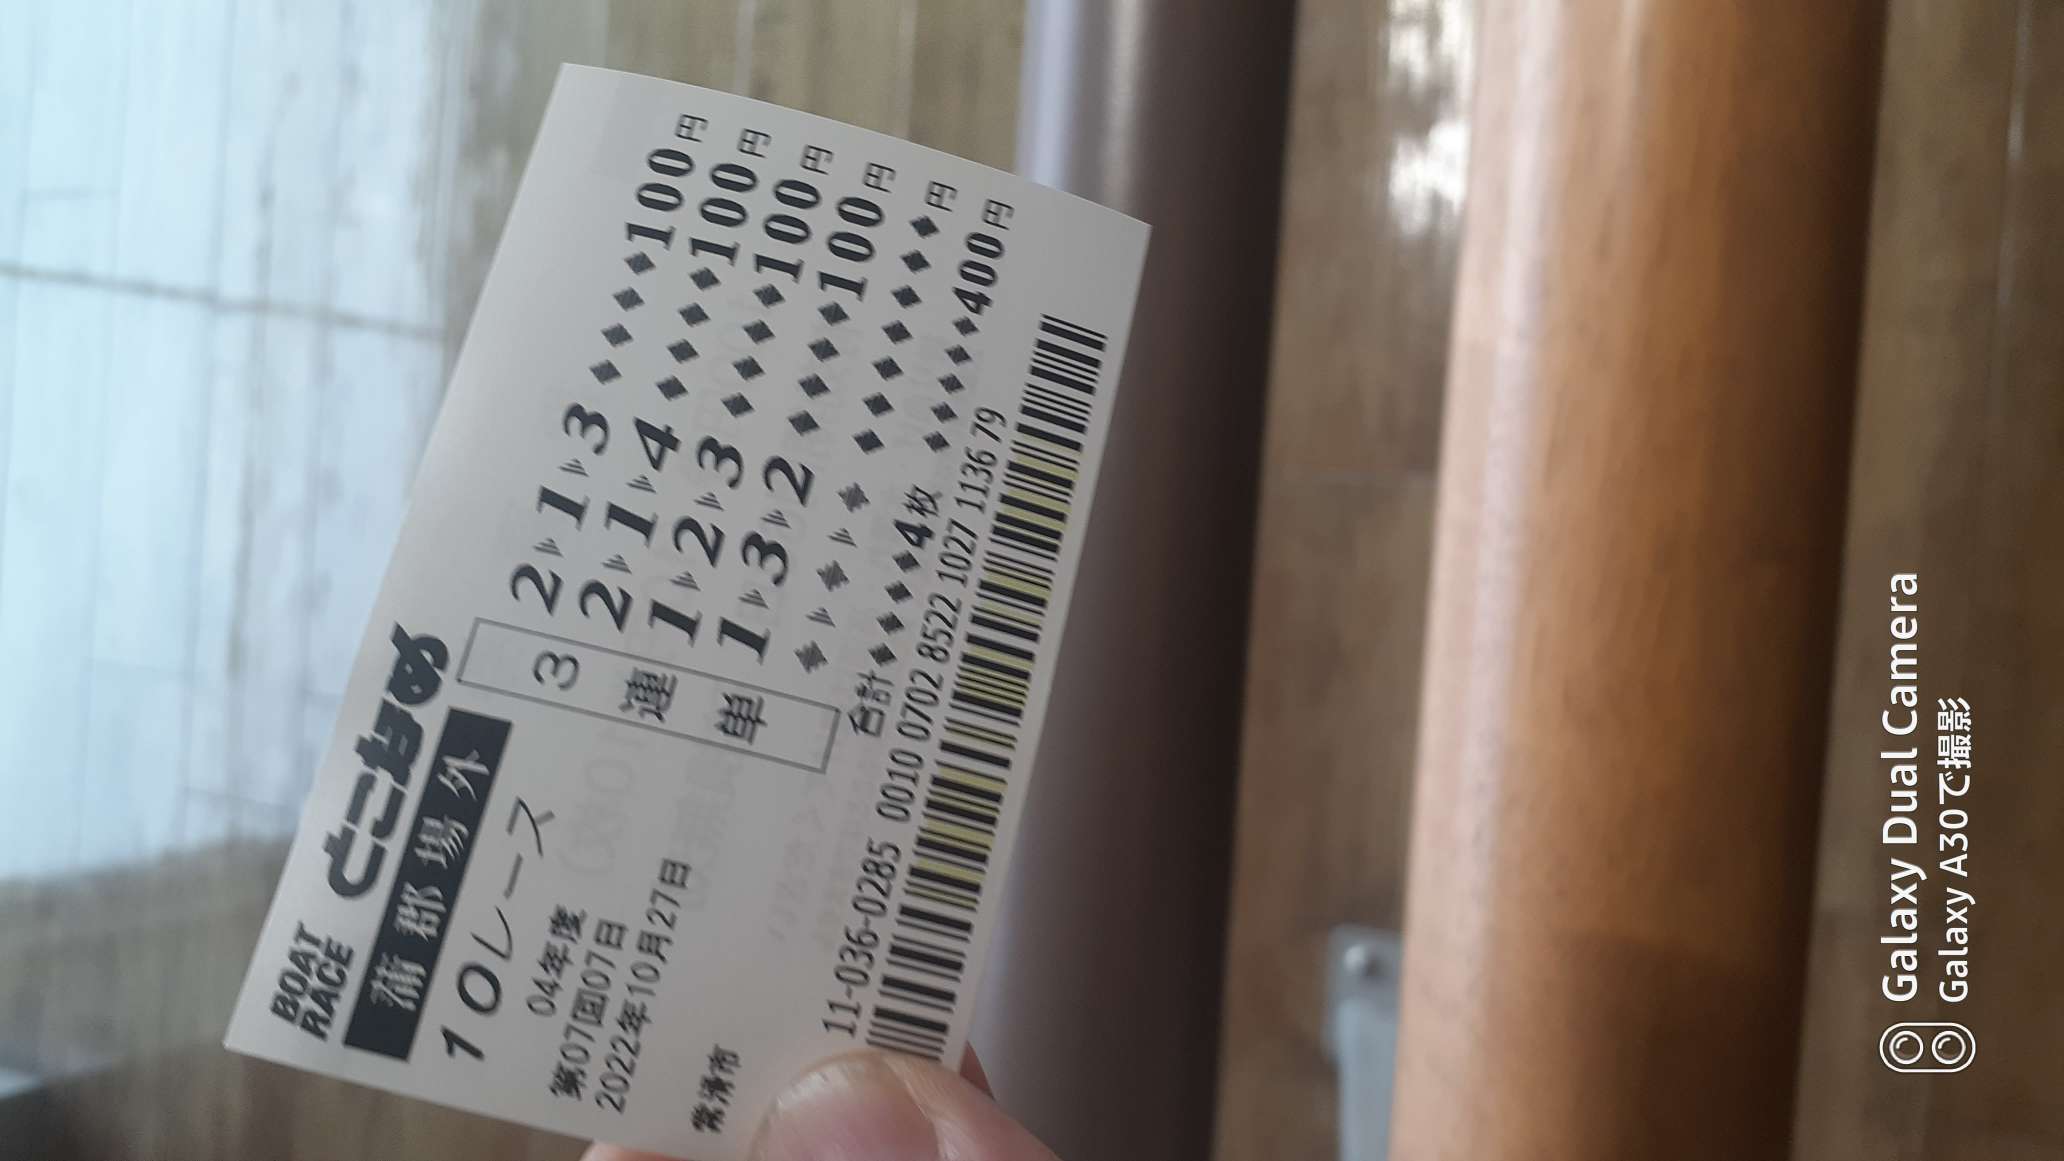 BOAT RACE とこなめ
蒲郡場外
10レース
04年度
第07回07日
2022年10月27日
常滑市
3連単
2▶1▶3◆◆◆◆100円
2▶1▶4◆◆◆◆100円
1▶2▶3◆◆◆◆100円
1▶3▶2◆◆◆◆100円
◆◆◆◆◆◆◆円
合計◆◆◆◆4枚 ◆◆◆◆◆400円
11-036-0285 0010 0702 8522 1027 1136 79
Galaxy Dual Camera
Galaxy A30で撮影